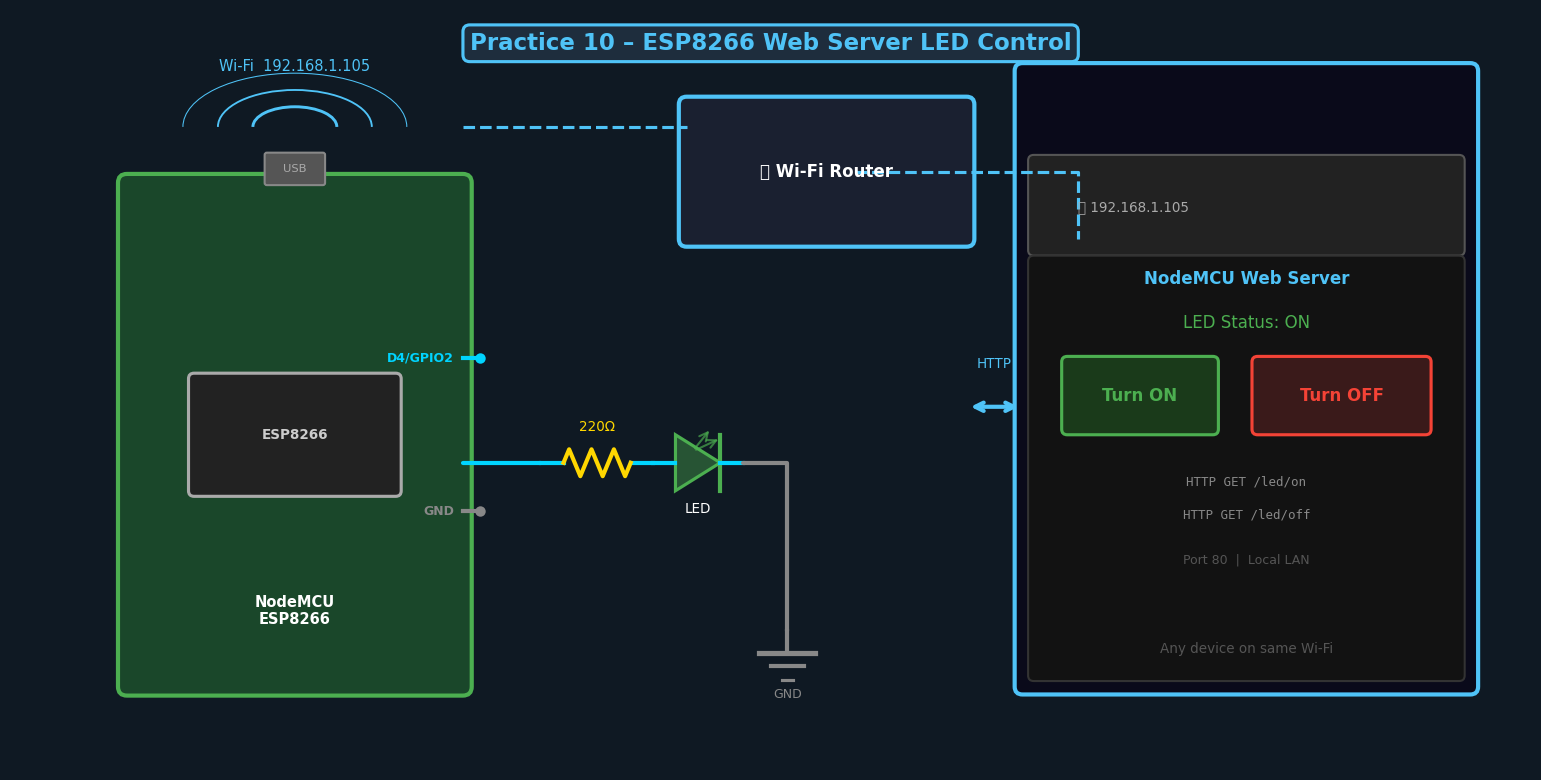 Practice 10 – ESP8266 Web Server LED Control
Wi-Fi  192.168.1.105
USB
D4/GPIO2
ESP8266
GND
NodeMCU
ESP8266
Wi-Fi Router
220Ω
LED
GND
HTTP
192.168.1.105
NodeMCU Web Server
LED Status: ON
Turn ON
Turn OFF
HTTP GET /led/on
HTTP GET /led/off
Port 80  |  Local LAN
Any device on same Wi-Fi